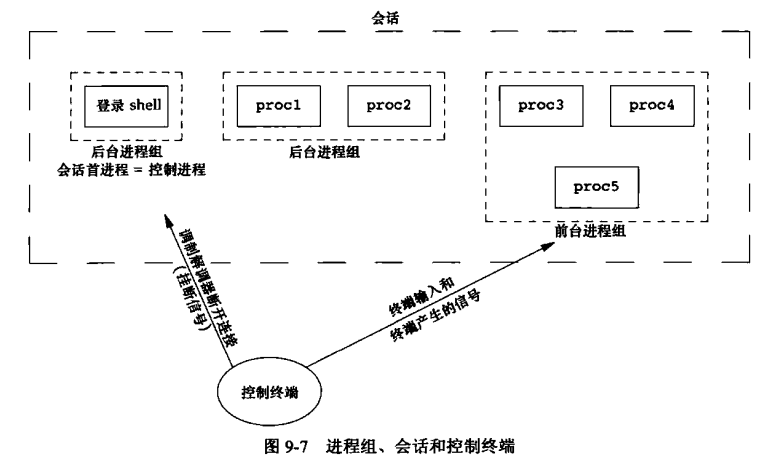 会话
登录 shell
proc1
proc2
proc3
proc4
proc5
后台进程组
会话首进程 = 控制进程
后台进程组
前台进程组
调制解调器断开连接
(挂断信号)
终端输入和
终端产生的信号
控制终端
图 9-7 进程组、会话和控制终端